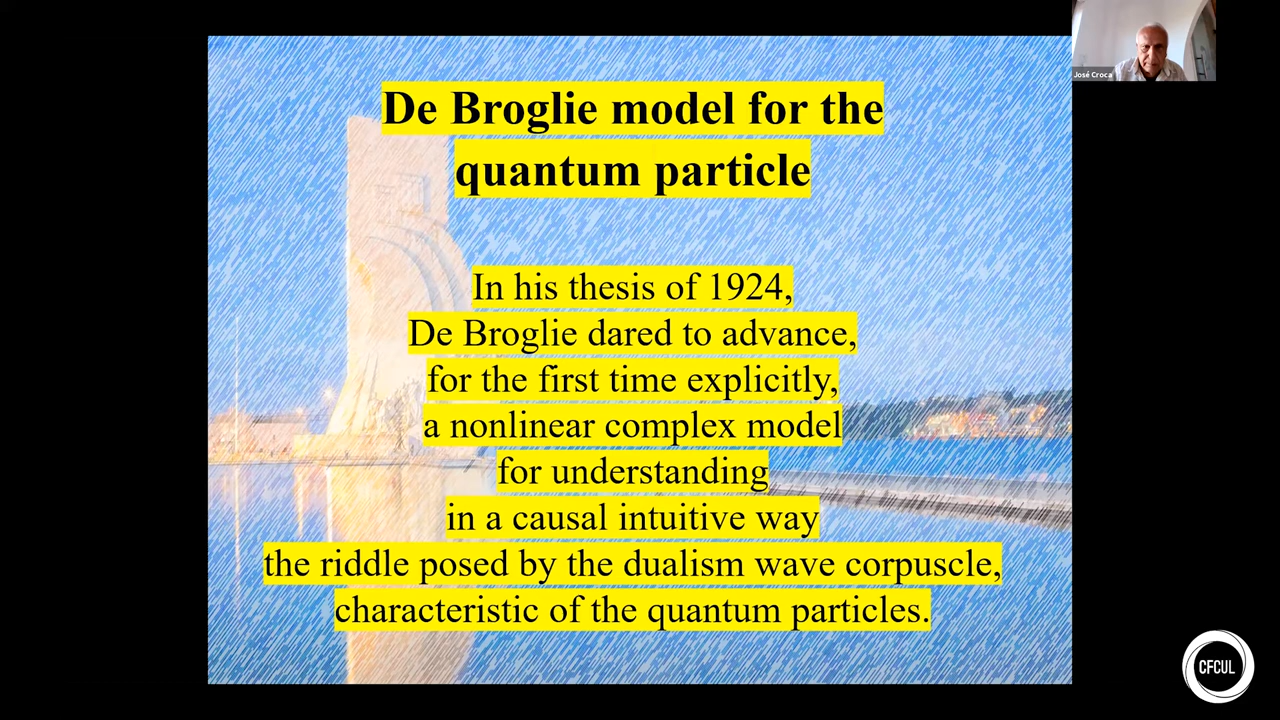 José Croca
De Broglie model for the
quantum particle
In his thesis of 1924,
De Broglie dared to advance,
for the first time explicitly,
a nonlinear complex model
for understanding
in a causal intuitive way
the riddle posed by the dualism wave corpuscle,
characteristic of the quantum particles.
CFCUL